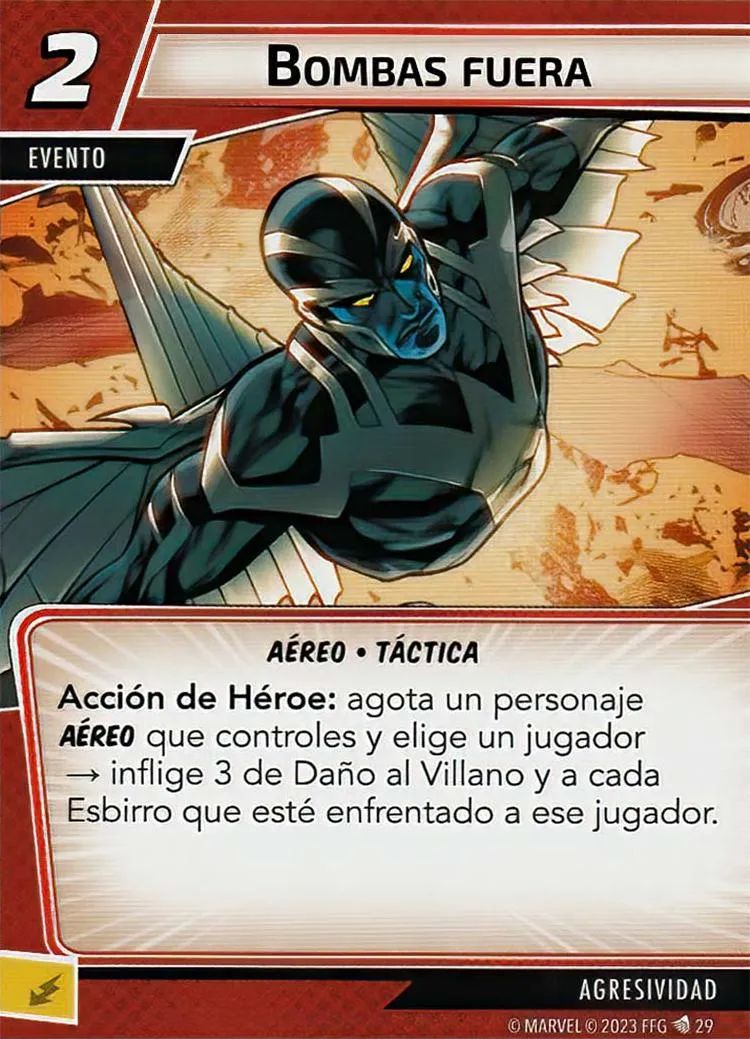 2
BOMBAS FUERA
EVENTO
AÉREO • TÁCTICA
Acción de Héroe: agota un personaje
AÉREO que controles y elige un jugador
→ inflige 3 de Daño al Villano y a cada
Esbirro que esté enfrentado a ese jugador.
AGRESIVIDAD
© MARVEL © 2023 FFG 29